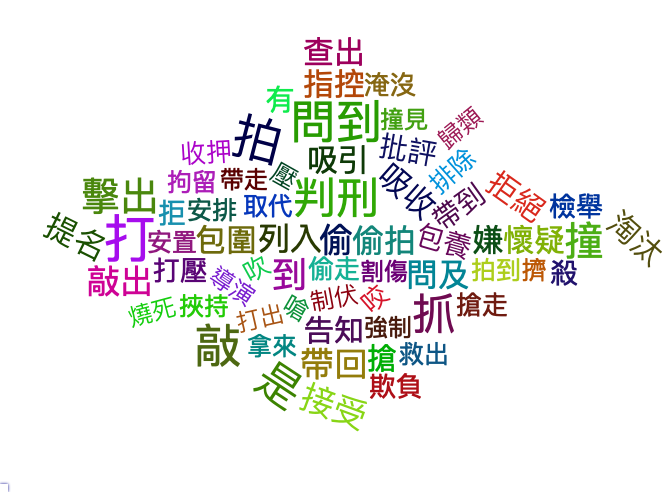 查出
指控 淹沒
有 問到 撞見 歸類
收押 拍 吸引 批評 排除
拘留 帶走 壓 吸收 拒絕
擊出 拒 安排 取代 判刑 帶到 檢舉
提名 打 安置 包圍 列入 偷 偷拍 包養 嫌 懷疑 撞 淘汰
敲出 打壓 導演 吹 到 偷走 割傷 問及 拍到 擠 殺
燒死 挾持 打出 嗆 制伏 咬 抓 搶走
敲 拿來 告知 強制
帶回 搶 救出
是 接受 欺負